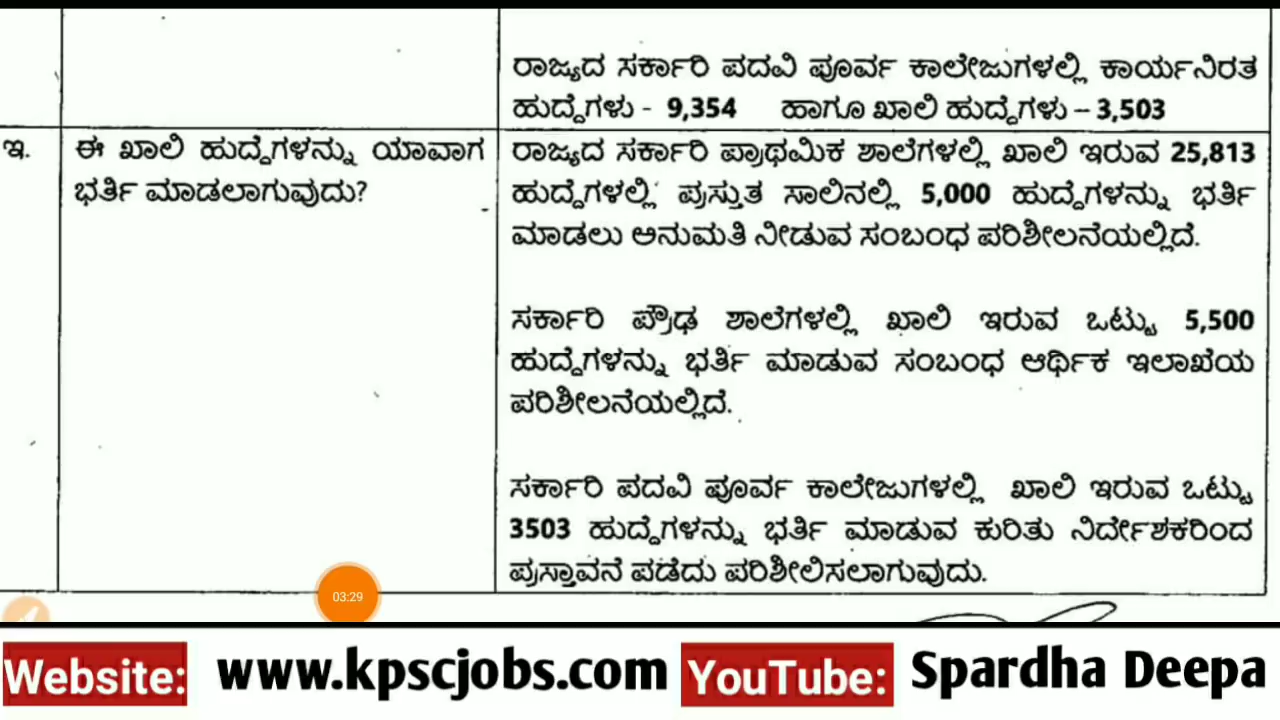 ರಾಜ್ಯದ ಸರ್ಕಾರಿ ಪದವಿ ಪೂರ್ವ ಕಾಲೇಜುಗಳಲ್ಲಿ ಕಾರ್ಯನಿರತ
ಹುದ್ದೆಗಳು - 9,354 ಹಾಗೂ ಖಾಲಿ ಹುದ್ದೆಗಳು – 3,503
ಇ.
ಈ ಖಾಲಿ ಹುದ್ದೆಗಳನ್ನು ಯಾವಾಗ
ಭರ್ತಿ ಮಾಡಲಾಗುವುದು?
ರಾಜ್ಯದ ಸರ್ಕಾರಿ ಪ್ರಾಥಮಿಕ ಶಾಲೆಗಳಲ್ಲಿ ಖಾಲಿ ಇರುವ 25,813
ಹುದ್ದೆಗಳಲ್ಲಿ ಪ್ರಸ್ತುತ ಸಾಲಿನಲ್ಲಿ 5,000 ಹುದ್ದೆಗಳನ್ನು ಭರ್ತಿ
ಮಾಡಲು ಅನುಮತಿ ನೀಡುವ ಸಂಬಂಧ ಪರಿಶೀಲನೆಯಲ್ಲಿದೆ.
ಸರ್ಕಾರಿ ಪ್ರೌಢ ಶಾಲೆಗಳಲ್ಲಿ ಖಾಲಿ ಇರುವ ಒಟ್ಟು 5,500
ಹುದ್ದೆಗಳನ್ನು ಭರ್ತಿ ಮಾಡುವ ಸಂಬಂಧ ಆರ್ಥಿಕ ಇಲಾಖೆಯ
ಪರಿಶೀಲನೆಯಲ್ಲಿದೆ.
ಸರ್ಕಾರಿ ಪದವಿ ಪೂರ್ವ ಕಾಲೇಜುಗಳಲ್ಲಿ ಖಾಲಿ ಇರುವ ಒಟ್ಟು
3503 ಹುದ್ದೆಗಳನ್ನು ಭರ್ತಿ ಮಾಡುವ ಕುರಿತು ನಿರ್ದೇಶಕರಿಂದ
ಪ್ರಸ್ತಾವನೆ ಪಡೆದು ಪರಿಶೀಲಿಸಲಾಗುವುದು.
03:29
Website: www.kpscjobs.com YouTube: Spardha Deepa